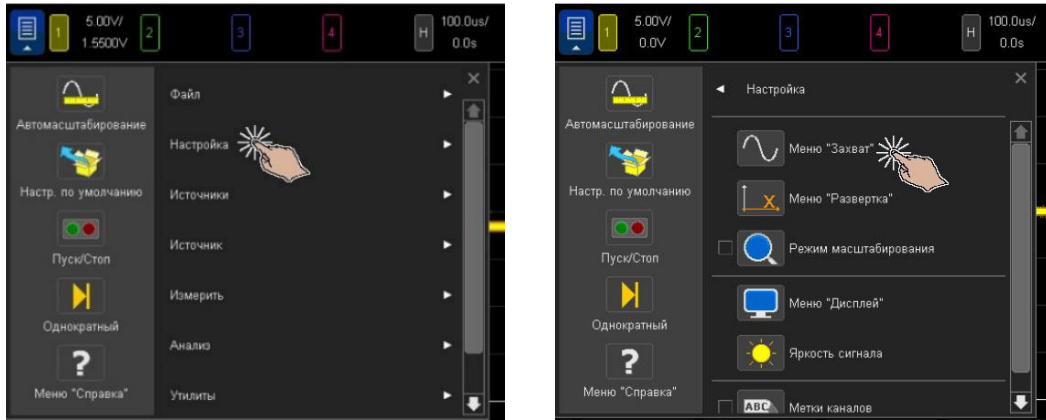 1 5.00V/ 2 3 4 H 100.0us/
1.5500V 0.0s
Автомасштабирование
Настр. по умолчанию
Пуск/Стоп
Однократный
?
Меню "Справка"
Файл
Настройка
Источники
Источник
Измерить
Анализ
Утилиты
1 5.00V/ 2 3 4 H 100.0us/
0.0V 0.0s
Автомасштабирование
Настр. по умолчанию
Пуск/Стоп
Однократный
?
Меню "Справка"
Настройка
Меню "Захват"
X Меню "Развертка"
Режим масштабирования
Меню "Дисплей"
Яркость сигнала
ABC Метки каналов